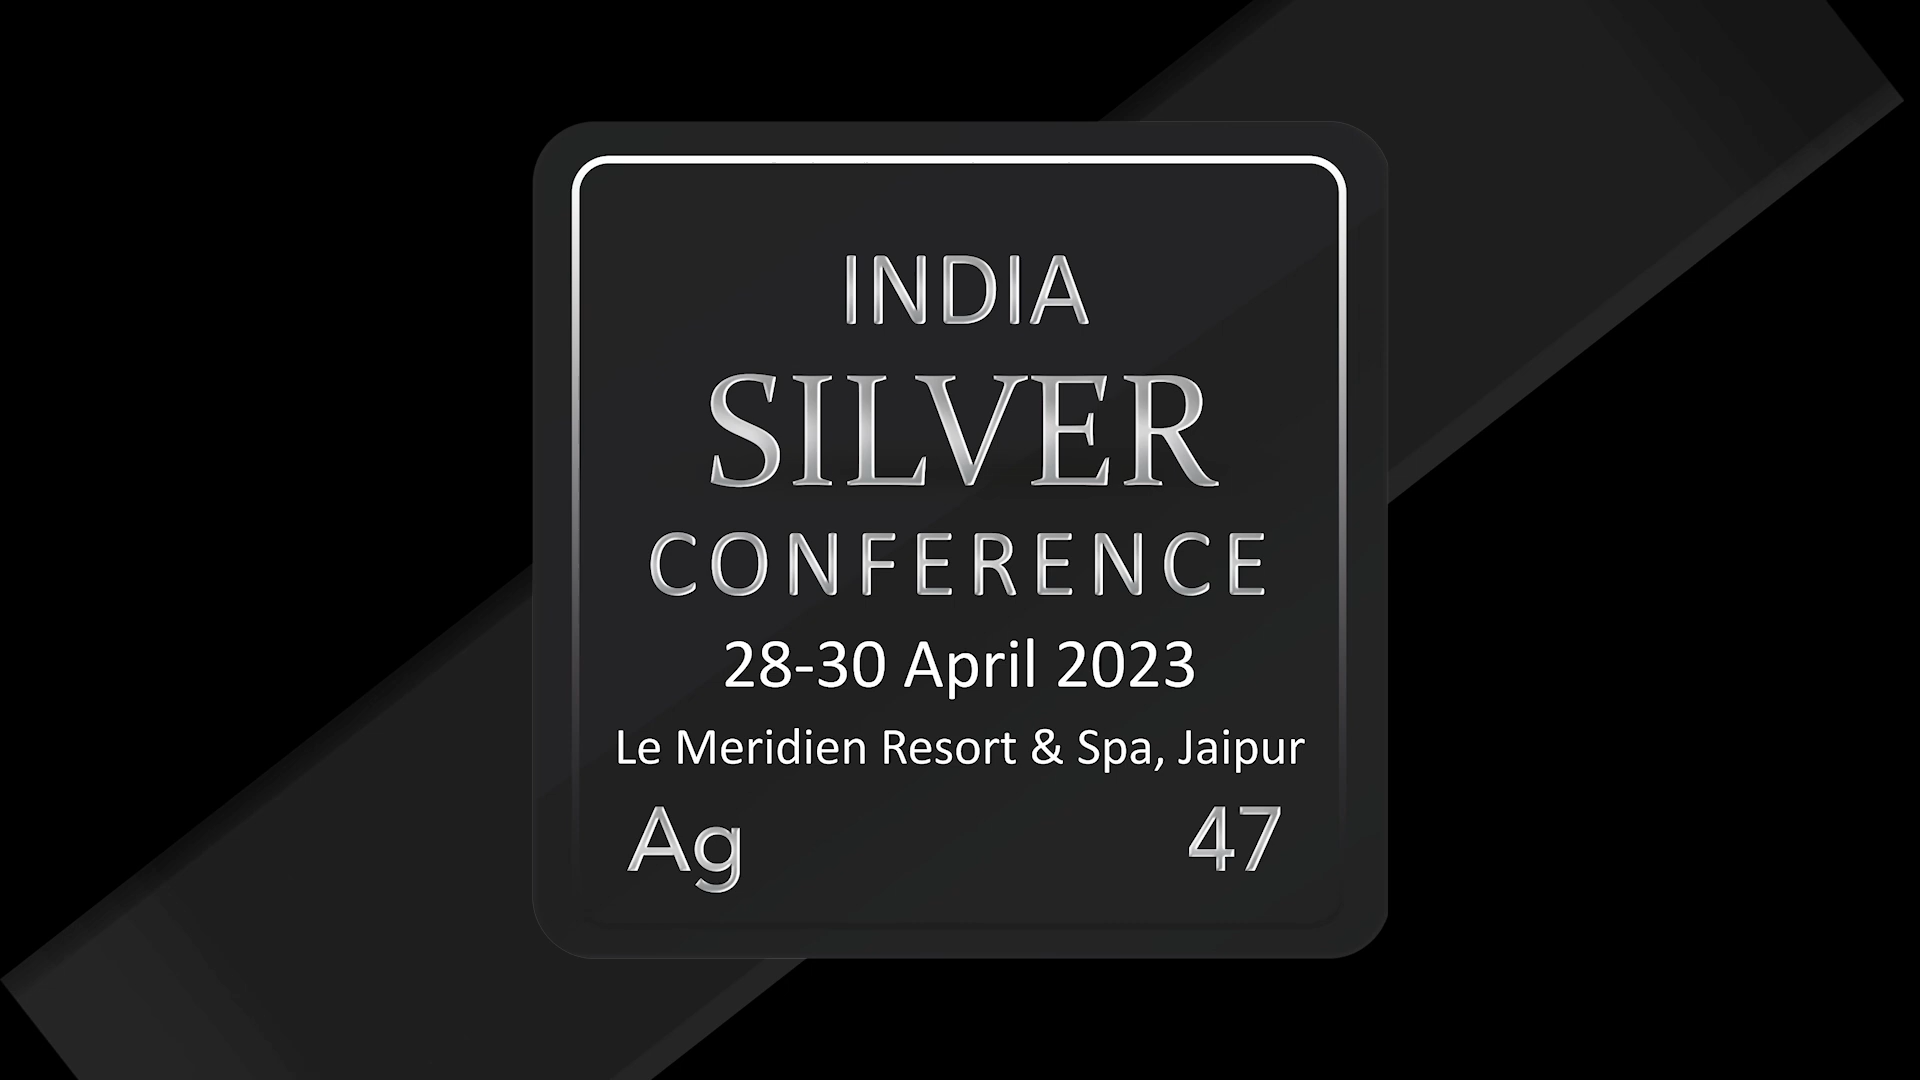 INDIA
SILVER
CONFERENCE
28-30 April 2023
Le Meridien Resort & Spa, Jaipur
Ag 47